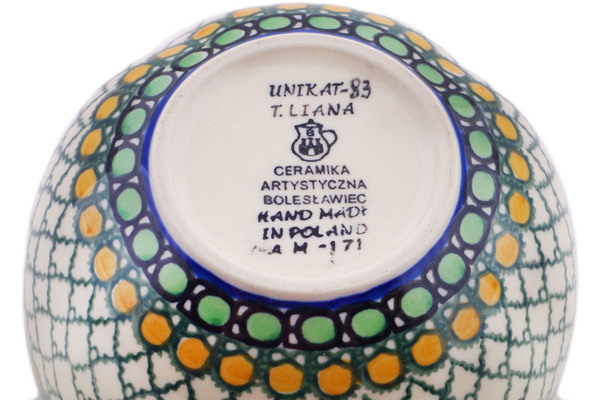 UNIKAT-83
T. LIANA
B
CERAMIKA
ARTYSTYCZNA
BOLESŁAWIEC
HAND MADE
IN POLAND
A M -171